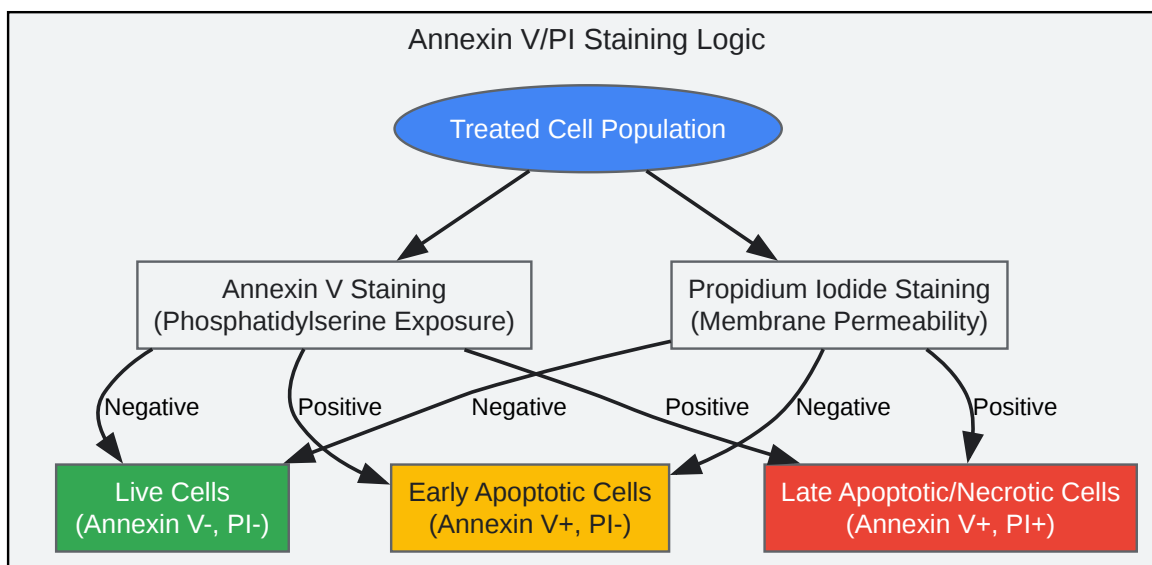 Annexin V/PI Staining Logic
Treated Cell Population
Annexin V Staining
(Phosphatidylserine Exposure)
Propidium Iodide Staining
(Membrane Permeability)
Negative
Positive
Negative
Positive
Negative
Positive
Live Cells
(Annexin V-, PI-)
Early Apoptotic Cells
(Annexin V+, PI-)
Late Apoptotic/Necrotic Cells
(Annexin V+, PI+)